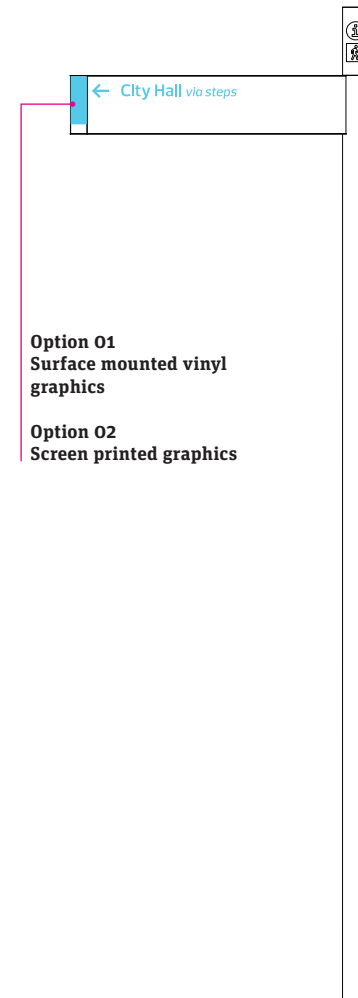 ← CIty Hall via steps
Option 01
Surface mounted vinyl
graphics
Option 02
Screen printed graphics